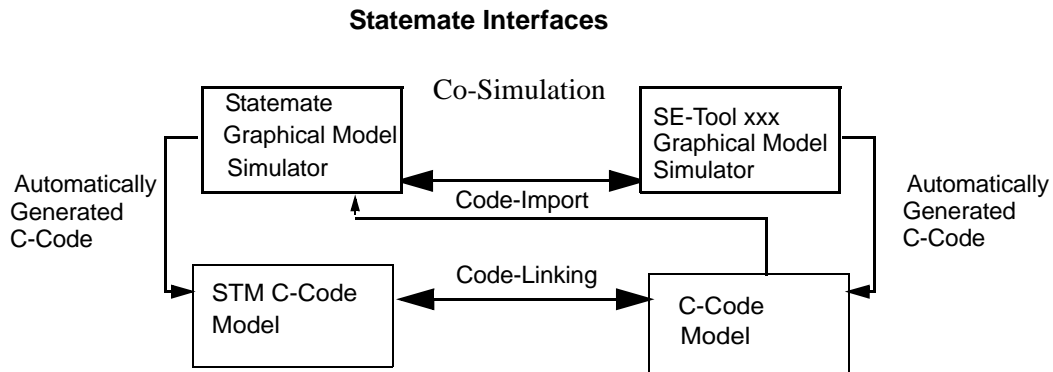 Statemate Interfaces
Co-Simulation
Statemate
Graphical Model
Simulator
SE-Tool xxx
Graphical Model
Simulator
Automatically
Generated
C-Code
Code-Import
Automatically
Generated
C-Code
STM C-Code
Model
Code-Linking
C-Code
Model